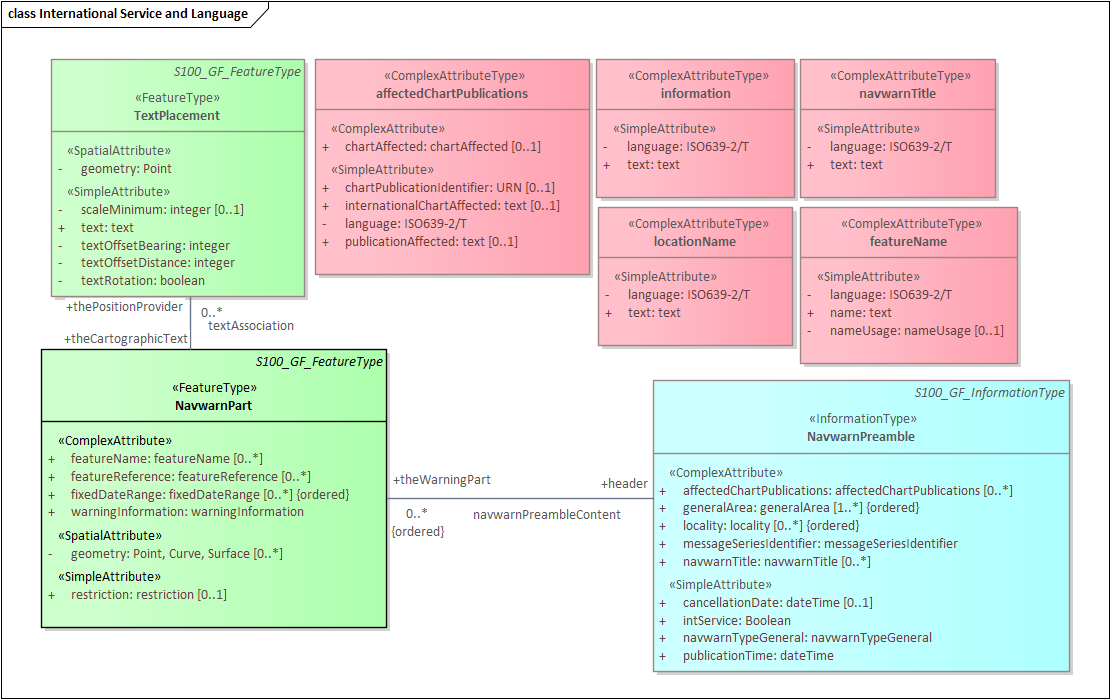 class International Service and Language
S100_GF_FeatureType
«FeatureType»
TextPlacement
«SpatialAttribute»
- geometry: Point
«SimpleAttribute»
- scaleMinimum: integer [0..1]
+ text: text
- textOffsetBearing: integer
- textOffsetDistance: integer
- textRotation: boolean
«ComplexAttributeType»
affectedChartPublications
«ComplexAttribute»
+ chartAffected: chartAffected [0..1]
«SimpleAttribute»
+ chartPublicationIdentifier: URN [0..1]
+ internationalChartAffected: text [0..1]
- language: ISO639-2/T
+ publicationAffected: text [0..1]
«ComplexAttributeType»
information
«SimpleAttribute»
- language: ISO639-2/T
+ text: text
«ComplexAttributeType»
navwarnTitle
«SimpleAttribute»
- language: ISO639-2/T
+ text: text
«ComplexAttributeType»
locationName
«SimpleAttribute»
- language: ISO639-2/T
+ text: text
«ComplexAttributeType»
featureName
«SimpleAttribute»
- language: ISO639-2/T
+ name: text
- nameUsage: nameUsage [0..1]
+thePositionProvider
0..*
textAssociation
+theCartographicText
S100_GF_FeatureType
«FeatureType»
NavwarnPart
«ComplexAttribute»
+ featureName: featureName [0..*]
+ featureReference: featureReference [0..*]
+ fixedDateRange: fixedDateRange [0..*] {ordered}
+ warningInformation: warningInformation
«SpatialAttribute»
- geometry: Point, Curve, Surface [0..*]
«SimpleAttribute»
+ restriction: restriction [0..1]
+theWarningPart
+header
0..*
{ordered}
navwarnPreambleContent
S100_GF_InformationType
«InformationType»
NavwarnPreamble
«ComplexAttribute»
+ affectedChartPublications: affectedChartPublications [0..*]
+ generalArea: generalArea [1..*] {ordered}
+ locality: locality [0..*] {ordered}
+ messageSeriesIdentifier: messageSeriesIdentifier
+ navwarnTitle: navwarnTitle [0..*]
«SimpleAttribute»
+ cancellationDate: dateTime [0..1]
+ intService: Boolean
+ navwarnTypeGeneral: navwarnTypeGeneral
+ publicationTime: dateTime